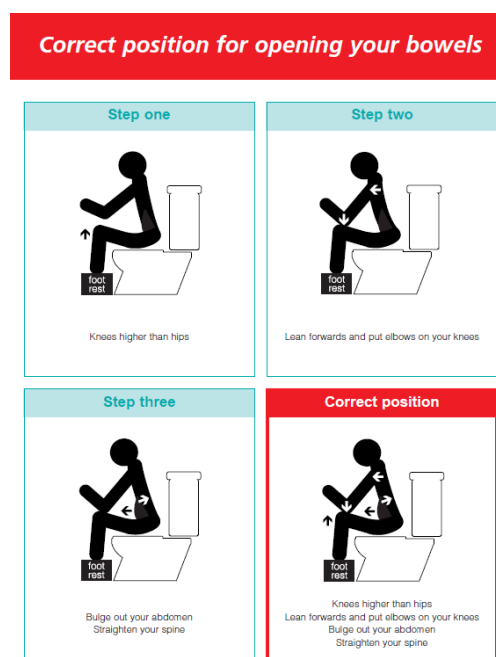 Correct position for opening your bowels
Step one
foot
rest
Knees higher than hips
Step two
foot
rest
Lean forwards and put elbows on your knees
Step three
foot
rest
Bulge out your abdomen
Straighten your spine
Correct position
foot
rest
Knees higher than hips
Lean forwards and put elbows on your knees
Bulge out your abdomen
Straighten your spine